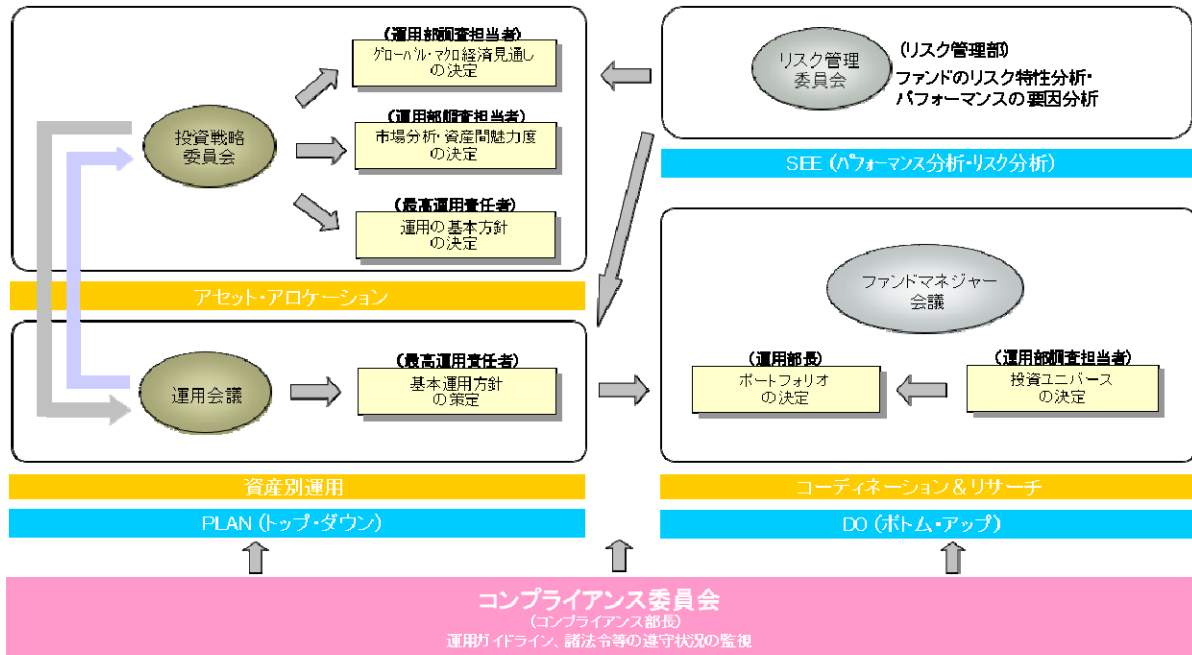 (運用部調査担当者)
グローバル・マクロ経済見通し
の決定
投資戦略
委員会
(運用部調査担当者)
市場分析・資産間魅力度
の決定
(最高運用責任者)
運用の基本方針
の決定
アセット・アロケーション
運用会議
(最高運用責任者)
基本運用方針
の策定
資産別運用
PLAN (トップ・ダウン)
リスク管理
委員会
(リスク管理部)
ファンドのリスク特性分析・
パフォーマンスの要因分析
SEE (パフォーマンス分析・リスク分析)
ファンドマネジャー
会議
(運用部長)
ポートフォリオ
の決定
(運用部調査担当者)
投資ユニバース
の決定
コーディネーション&リサーチ
DO (ボトム・アップ)
コンプライアンス委員会
(コンプライアンス部長)
運用ガイドライン、諸法令等の遵守状況の監視